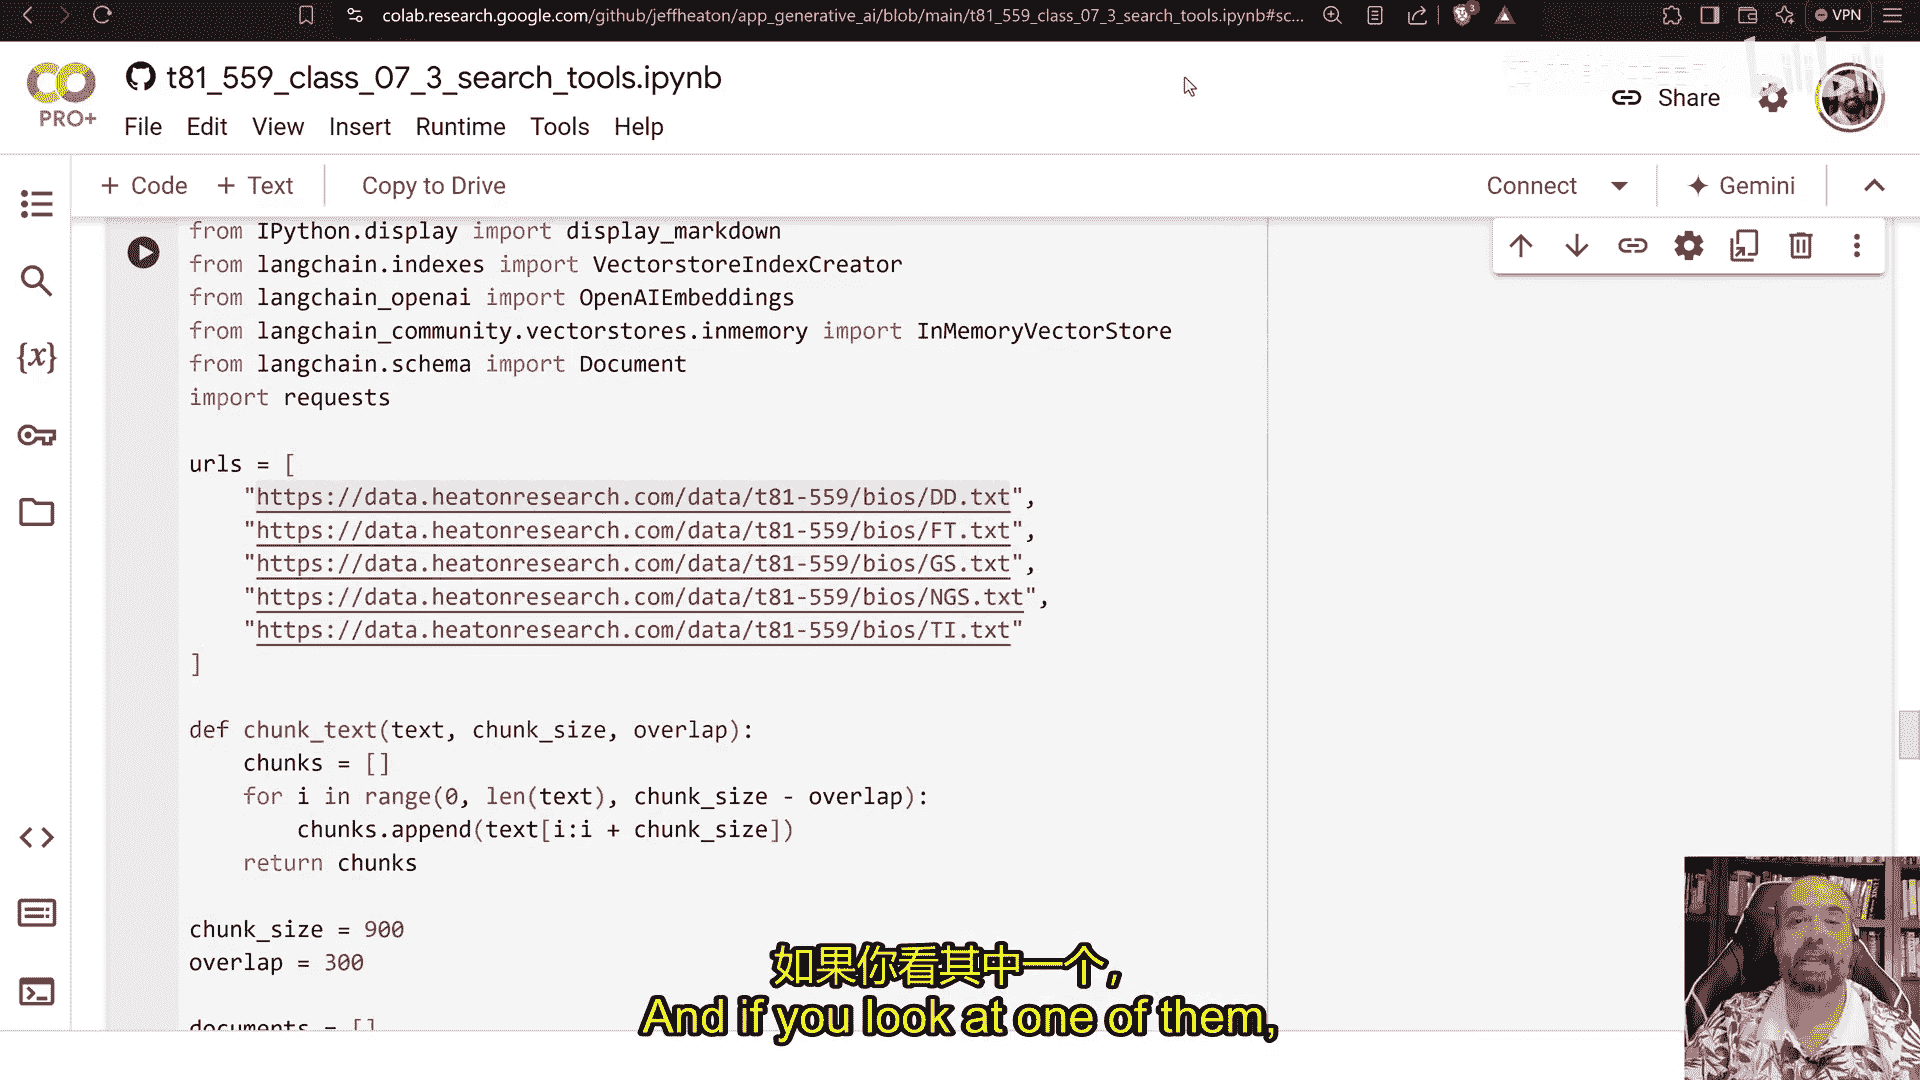 colab.research.google.com/github/jeffheaton/app_generative_ai/blob/main/t81_559_class_07_3_search_tools.ipynb#sc...
3
VPN
t81_559_class_07_3_search_tools.ipynb
PRO+
File Edit View Insert Runtime Tools Help
Share
+ Code + Text Copy to Drive
Connect
Gemini
from IPython.display import display_markdown
from langchain.indexes import VectorstoreIndexCreator
from langchain_openai import OpenAIEmbeddings
from langchain_community.vectorstores.inmemory import InMemoryVectorStore
from langchain.schema import Document
import requests
urls = [
"https://data.heatonresearch.com/data/t81-559/bios/DD.txt",
"https://data.heatonresearch.com/data/t81-559/bios/FT.txt",
"https://data.heatonresearch.com/data/t81-559/bios/GS.txt",
"https://data.heatonresearch.com/data/t81-559/bios/NGS.txt",
"https://data.heatonresearch.com/data/t81-559/bios/TI.txt"
]
def chunk_text(text, chunk_size, overlap):
chunks = []
for i in range(0, len(text), chunk_size - overlap):
chunks.append(text[i:i + chunk_size])
return chunks
chunk_size = 900
overlap = 300
documents = []
如果你看其中一个，
And if you look at one of them,